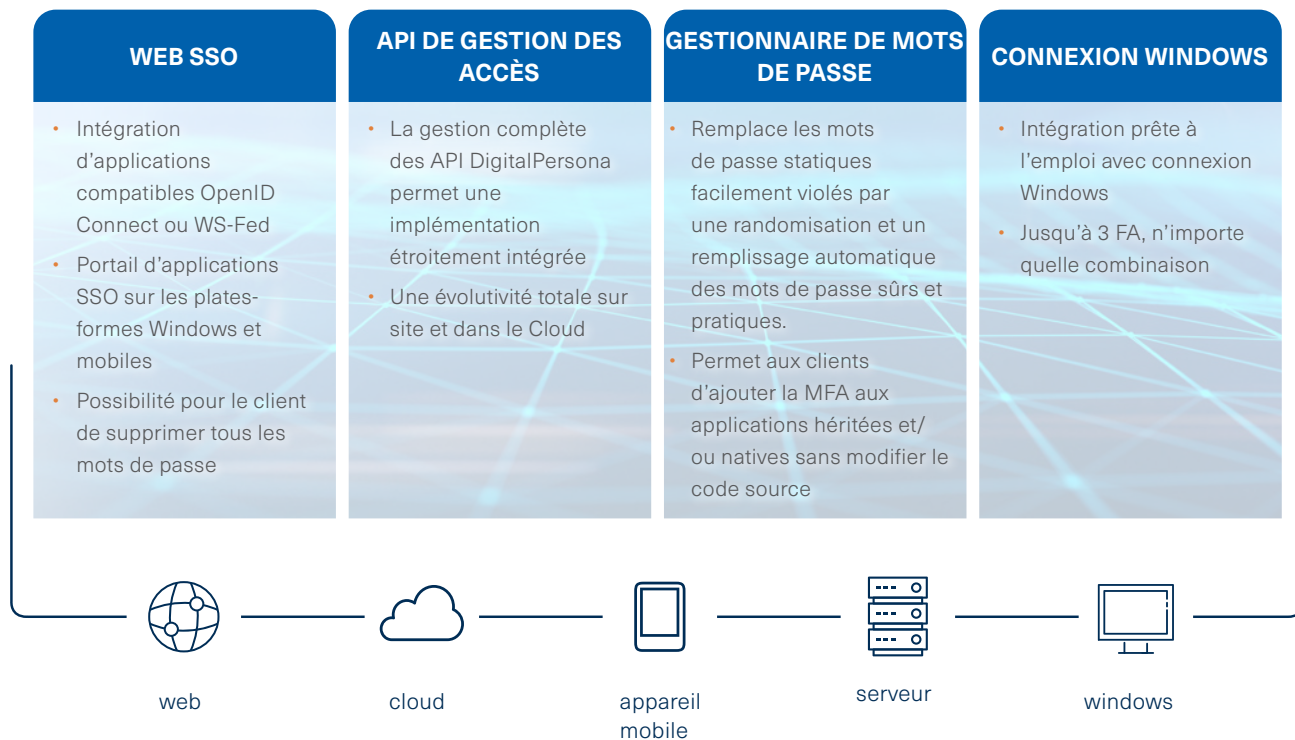 WEB SSO
• Intégration
d'applications
compatibles OpenID
Connect ou WS-Fed
• Portail d'applications
SSO sur les plates-
formes Windows et
mobiles
• Possibilité pour le client
de supprimer tous les
mots de passe
API DE GESTION DES
ACCÈS
• La gestion complète
des API DigitalPersona
permet une
implémentation
étroitement intégrée
• Une évolutivité totale sur
site et dans le Cloud
GESTIONNAIRE DE MOTS
DE PASSE
• Remplace les mots
de passe statiques
facilement violés par
une randomisation et un
remplissage automatique
des mots de passe sûrs et
pratiques.
• Permet aux clients
d'ajouter la MFA aux
applications héritées et/
ou natives sans modifier le
code source
CONNEXION WINDOWS
• Intégration prête à
l'emploi avec connexion
Windows
• Jusqu'à 3 FA, n'importe
quelle combinaison
web
cloud
appareil
mobile
serveur
windows